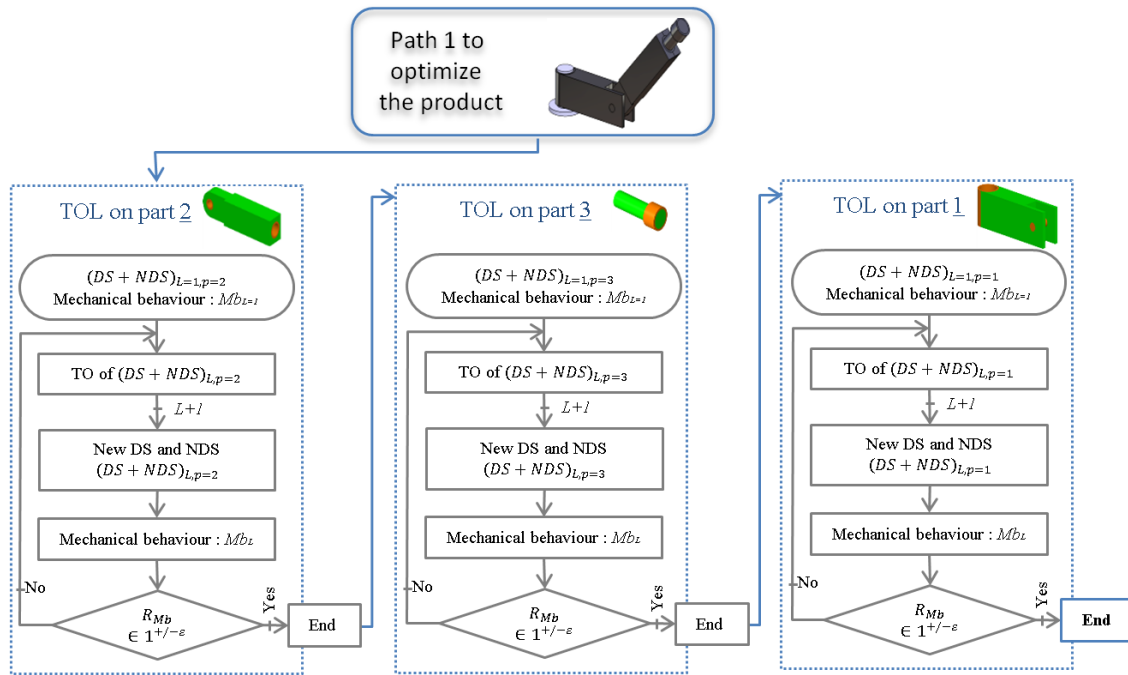 Path 1 to
optimize
the product
TOL on part 2
(DS + NDS)L=1,p=2
Mechanical behaviour : MbL=1
TO of (DS + NDS)L,p=2
L+1
New DS and NDS
(DS + NDS)L,p=2
Mechanical behaviour : MbL
No
RMb
∈ 1+/−ε
Yes
End
TOL on part 3
(DS + NDS)L=1,p=3
Mechanical behaviour : MbL=1
TO of (DS + NDS)L,p=3
L+1
New DS and NDS
(DS + NDS)L,p=3
Mechanical behaviour : MbL
No
RMb
∈ 1+/−ε
Yes
End
TOL on part 1
(DS + NDS)L=1,p=1
Mechanical behaviour : MbL=1
TO of (DS + NDS)L,p=1
L+1
New DS and NDS
(DS + NDS)L,p=1
Mechanical behaviour : MbL
No
RMb
∈ 1+/−ε
Yes
End